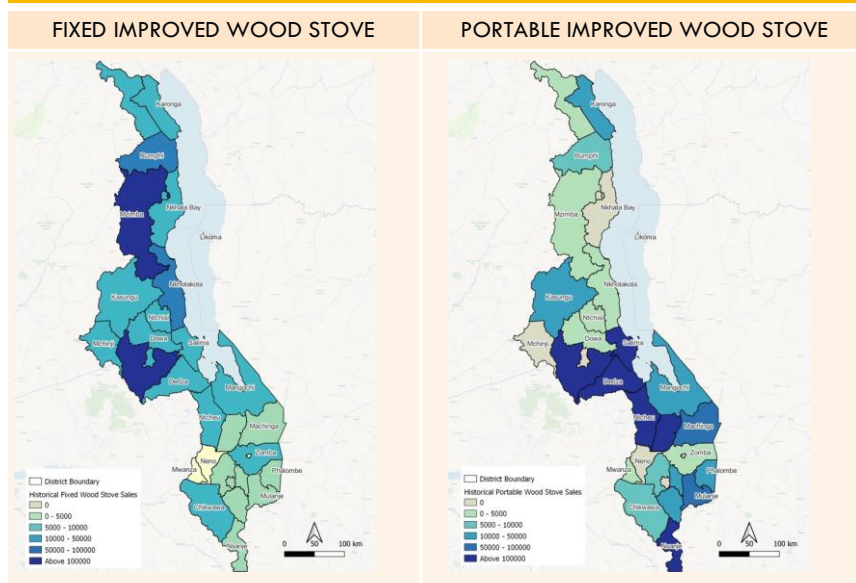 FIXED IMPROVED WOOD STOVE
PORTABLE IMPROVED WOOD STOVE
Karonga
Rumphi
Mzimba
Nkhata Bay
Likoma
Nkhotakota
Kasungu
Ntchisi
Dowa
Mchinji
Salima
Dedza
Mangochi
Ntcheu
Machinga
Zomba
Neno
Mwanza
Phalombe
Mulanje
Chikwawa
Nsanje
District Boundary
Historical Fixed Wood Stove Sales
0
0 - 5000
5000 - 10000
10000 - 50000
50000 - 100000
Above 100000
0 50 100 km
Karonga
Rumphi
Mzimba
Nkhata Bay
Likoma
Nkhotakota
Kasungu
Ntchisi
Dowa
Mchinji
Salima
Dedza
Mangochi
Ntcheu
Machinga
Zomba
Neno
Mwanza
Phalombe
Mulanje
Chikwawa
Nsanje
District Boundary
Historical Portable Wood Stove Sales
0
0-5000
5000 - 10000
10000 - 50000
50000 - 100000
Above 100000
0 50 100 km